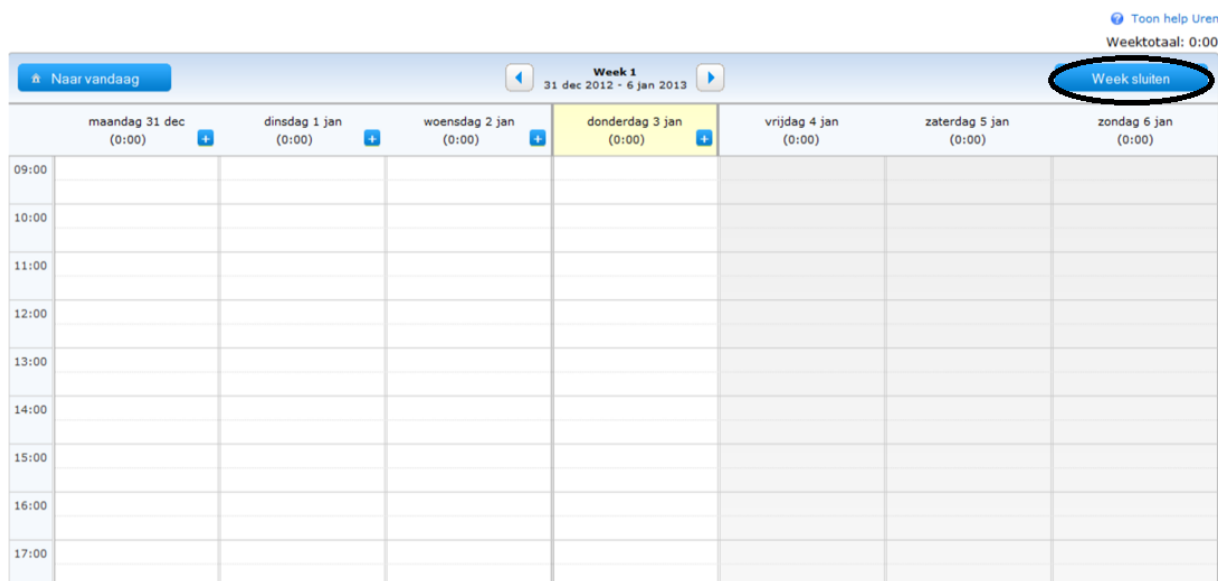 Toon help Uren
Weektotaal: 0:00
Naar vandaag
Week 1
31 dec 2012 - 6 jan 2013
Week sluiten
maandag 31 dec
(0:00)
dinsdag 1 jan
(0:00)
woensdag 2 jan
(0:00)
donderdag 3 jan
(0:00)
vrijdag 4 jan
(0:00)
zaterdag 5 jan
(0:00)
zondag 6 jan
(0:00)
09:00
10:00
11:00
12:00
13:00
14:00
15:00
16:00
17:00